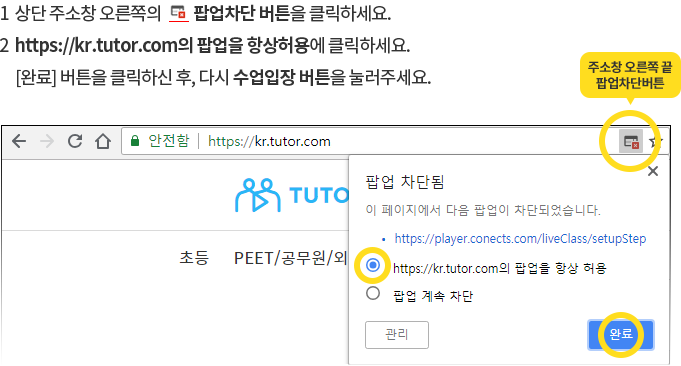 1 상단 주소창 오른쪽의 팝업차단 버튼을 클릭하세요.
2 https://kr.tutor.com의 팝업을 항상허용에 클릭하세요.
[완료] 버튼을 클릭하신 후, 다시 수업입장 버튼을 눌러주세요.
주소창 오른쪽 끝
팝업차단버튼
안전함 https://kr.tutor.com
TUTO
초등 PEET/공무원/외
팝업 차단됨
이 페이지에서 다음 팝업이 차단되었습니다.
• https://player.conects.com/liveClass/setupStep
https://kr.tutor.com의 팝업을 항상 허용
팝업 계속 차단
관리 완료